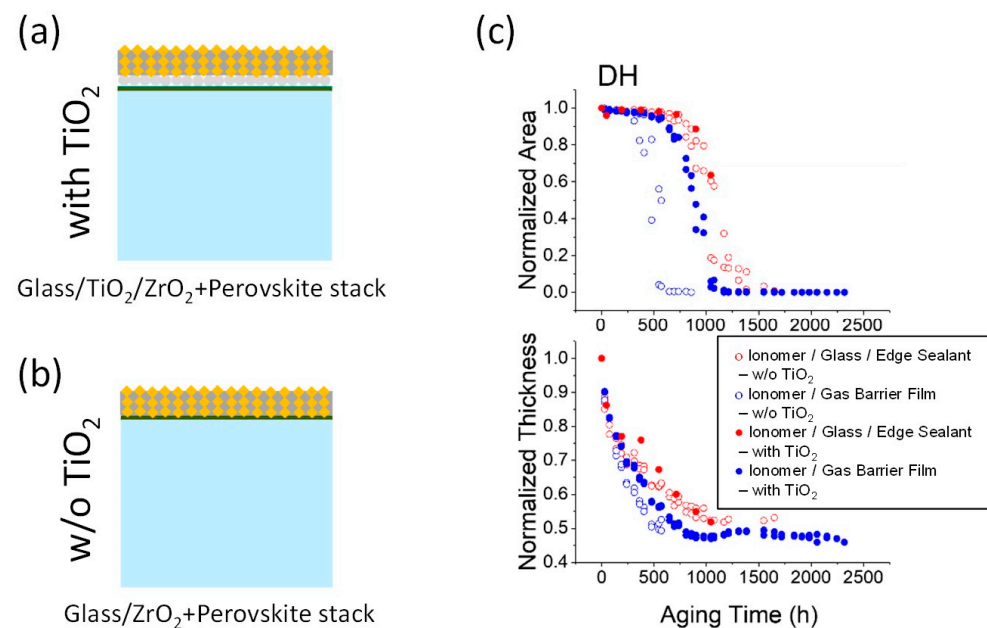 (a)
with TiO₂
Glass/TiO₂/ZrO₂+Perovskite stack
(b)
w/o TiO₂
Glass/ZrO₂+Perovskite stack
(c)
DH
Normalized Area
1.0
0.8
0.6
0.4
0.2
0.0
0 500 1000 1500 2000 2500
Normalized Thickness
1.0
0.9
0.8
0.7
0.6
0.5
0.4
0 500 1000 1500 2000 2500
Aging Time (h)
Ionomer / Glass / Edge Sealant
– w/o TiO₂
Ionomer / Gas Barrier Film
– w/o TiO₂
Ionomer / Glass / Edge Sealant
– with TiO₂
Ionomer / Gas Barrier Film
– with TiO₂